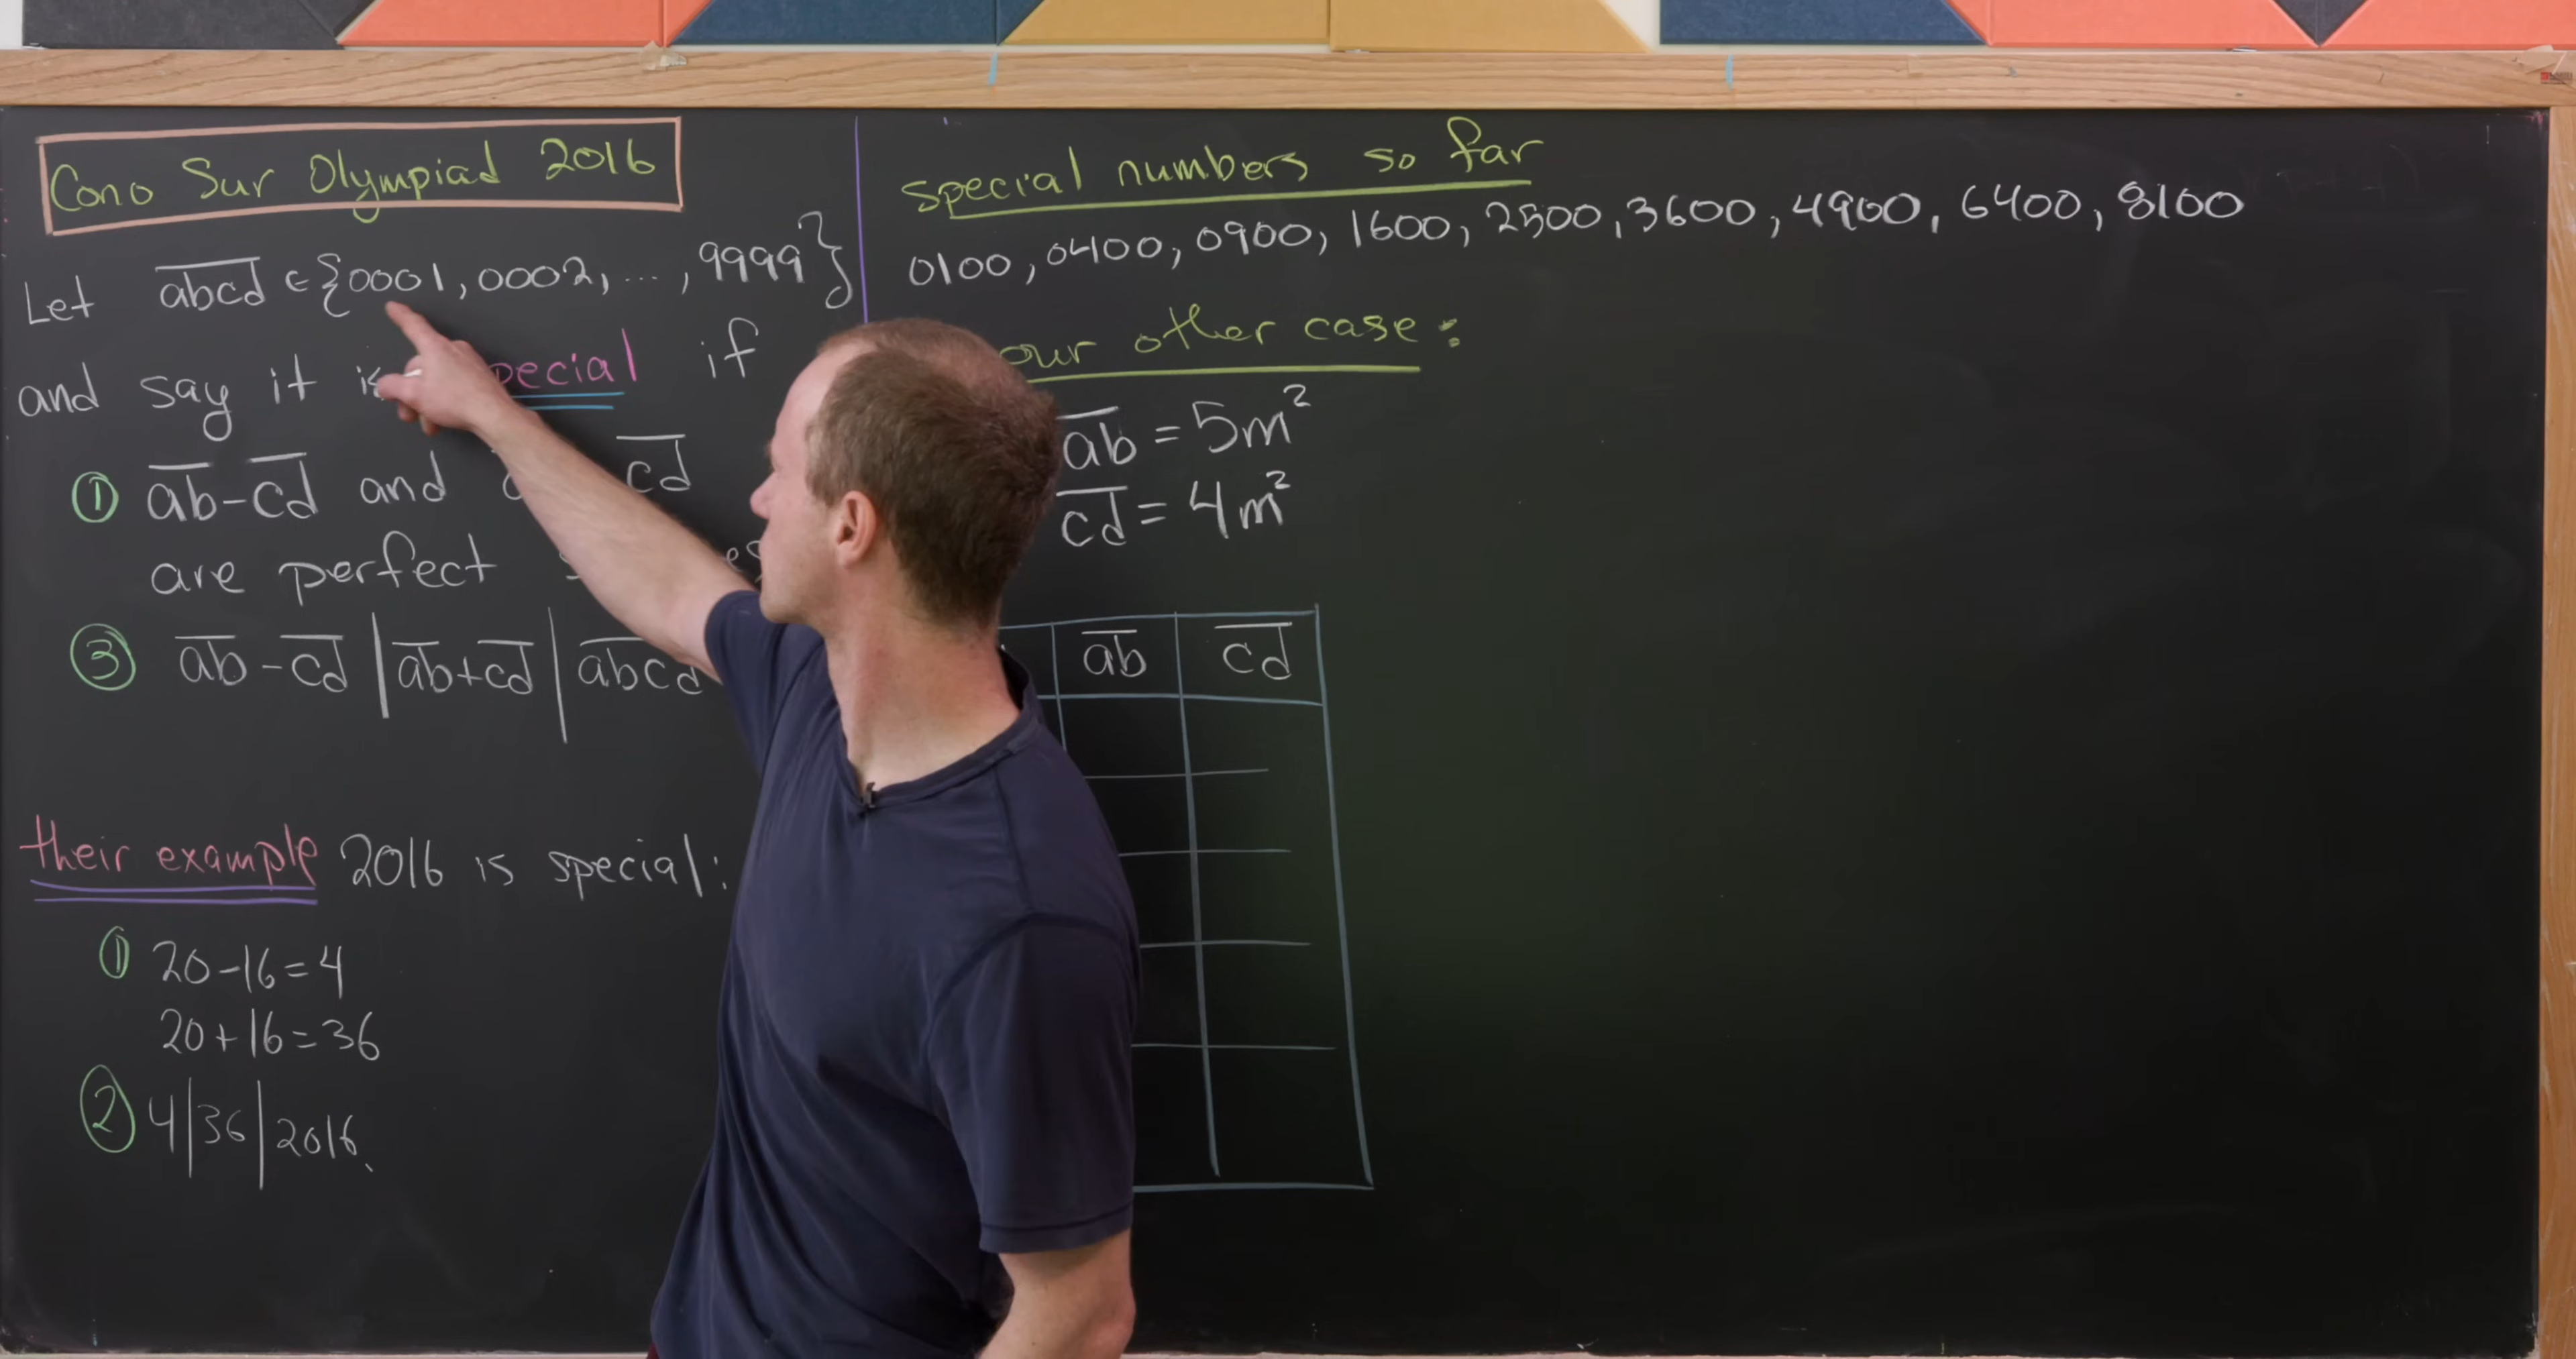 Cono Sur Olympiad 2016
Let abcd ∈ {0001, 0002, ..., 9999}
and say it is special if
① ab - cd and cd
are perfect
③ ab - cd | ab + cd | abcd
their example 2016 is special:
① 20 - 16 = 4
20 + 16 = 36
② 4 | 36 | 2016.
special numbers so far
0100, 0400, 0900, 1600, 2500, 3600, 4900, 6400, 8100
our other case:
ab = 5m²
cd = 4m²
ab cd